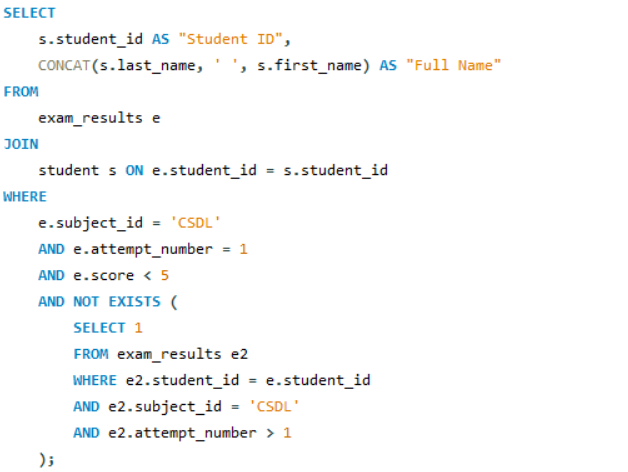 SELECT
    s.student_id AS "Student ID",
    CONCAT(s.last_name, ' ', s.first_name) AS "Full Name"
FROM
    exam_results e
JOIN
    student s ON e.student_id = s.student_id
WHERE
    e.subject_id = 'CSDL'
    AND e.attempt_number = 1
    AND e.score < 5
    AND NOT EXISTS (
        SELECT 1
        FROM exam_results e2
        WHERE e2.student_id = e.student_id
        AND e2.subject_id = 'CSDL'
        AND e2.attempt_number > 1
    );